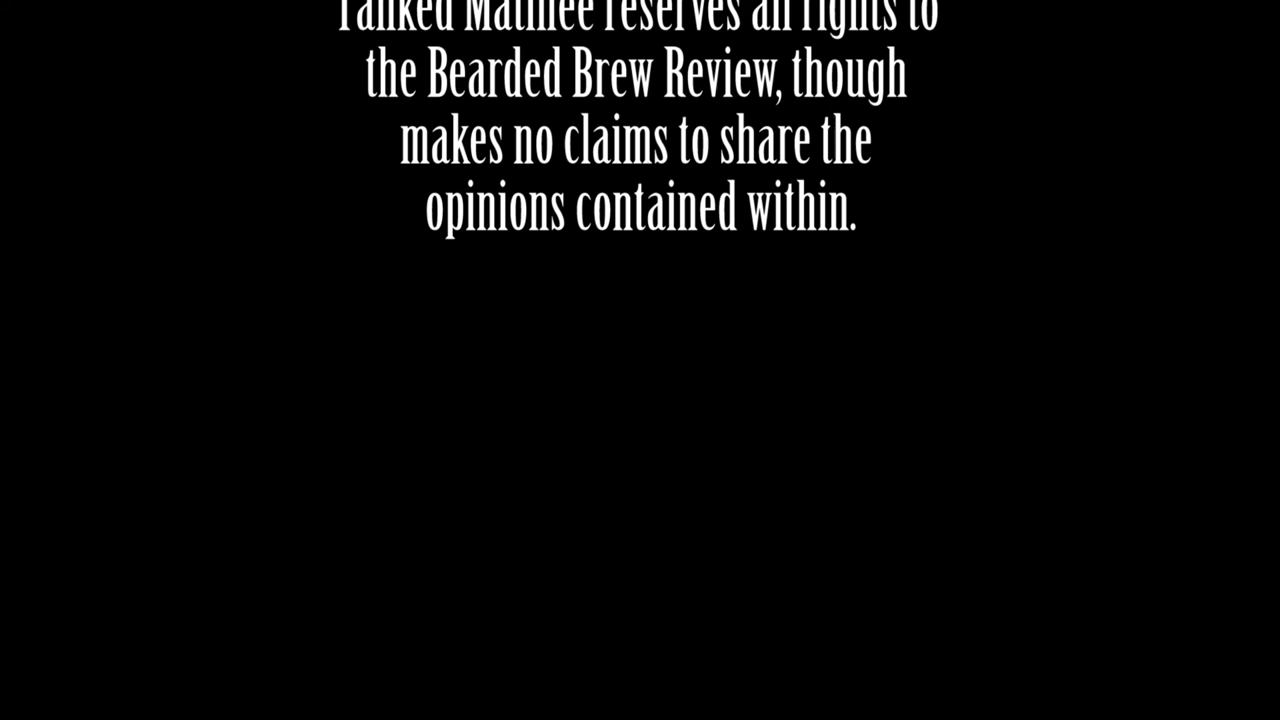 Tanked Matinee reserves all rights to
the Bearded Brew Review, though
makes no claims to share the
opinions contained within.